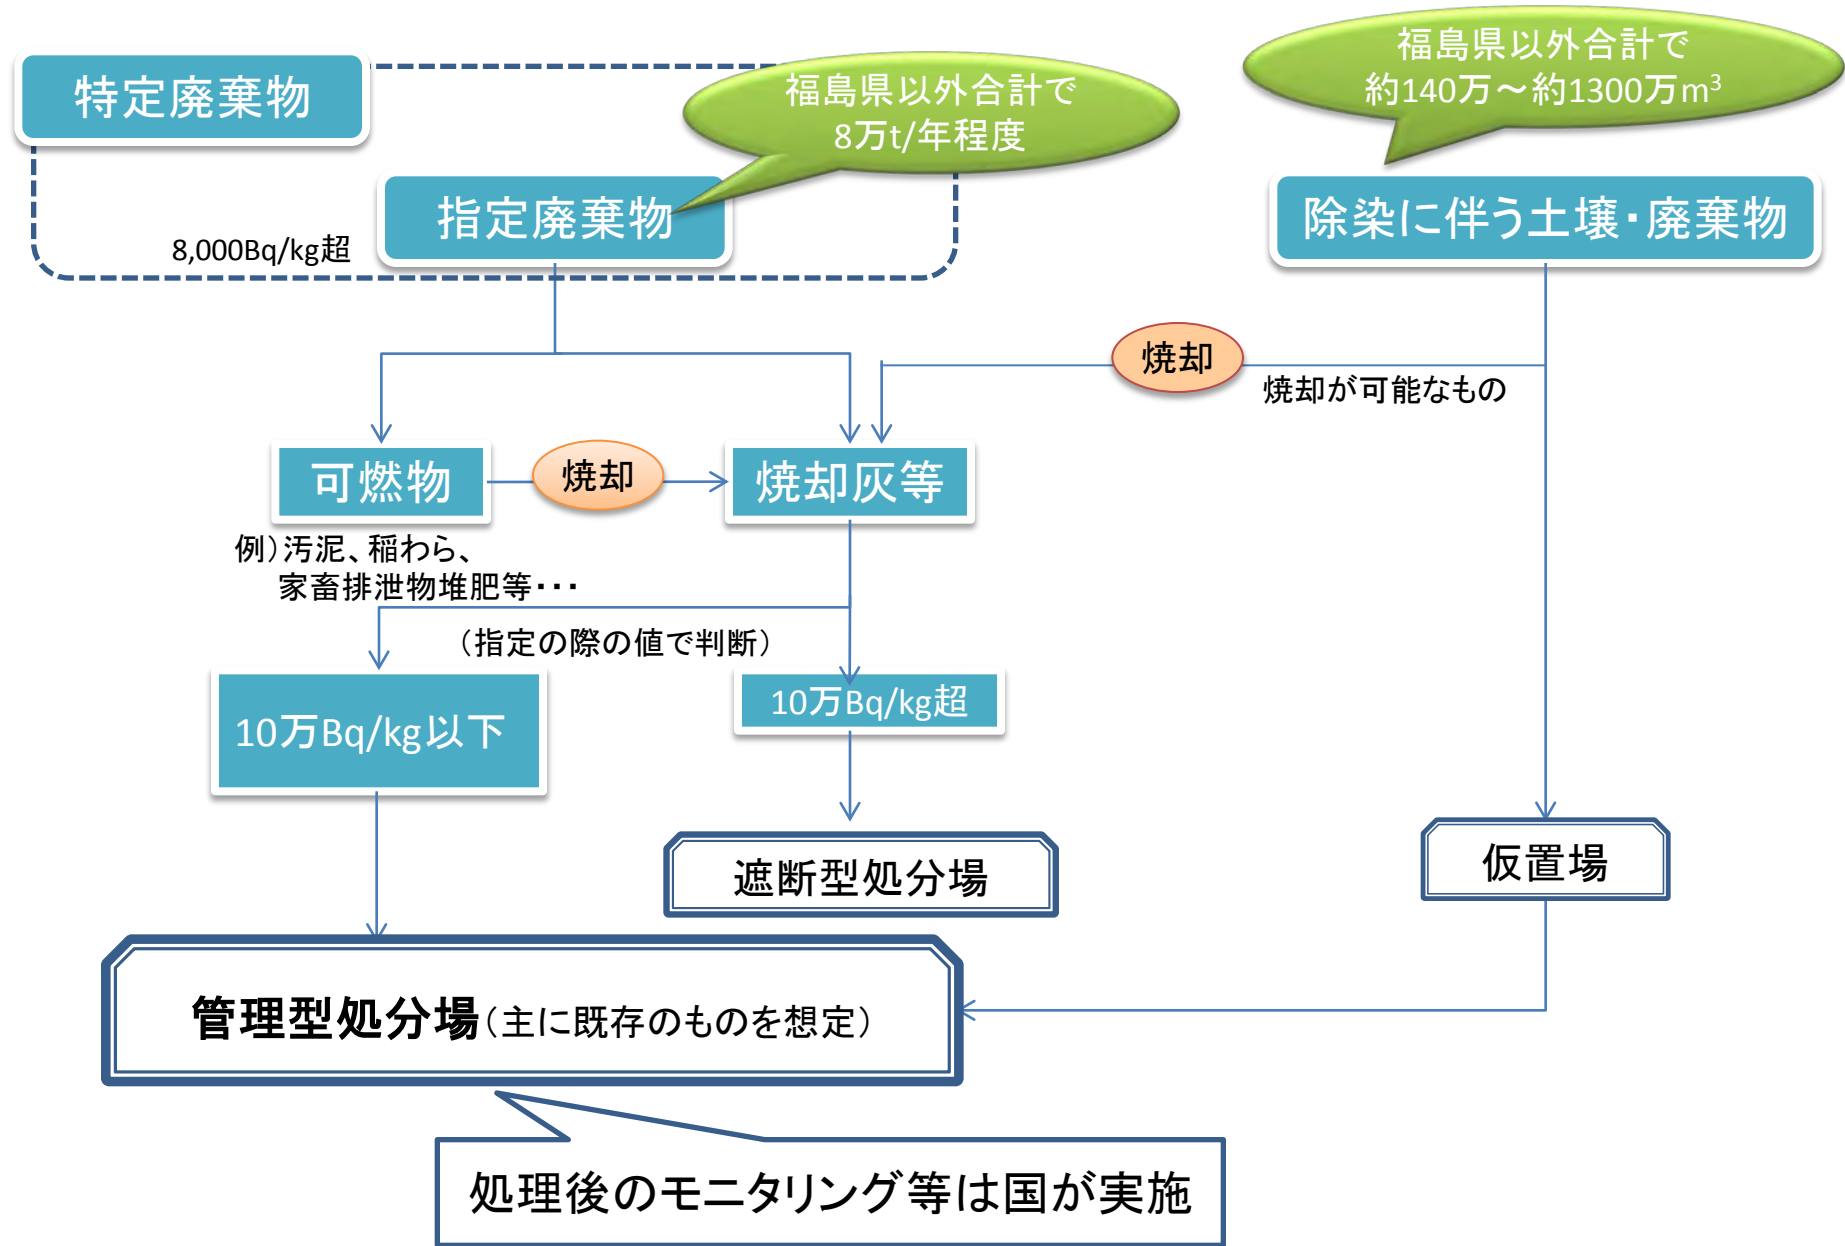 特定廃棄物
福島県以外合計で
8万t/年程度
福島県以外合計で
約140万～約1300万m³
指定廃棄物
8,000Bq/kg超
除染に伴う土壌・廃棄物
焼却
焼却が可能なもの
可燃物
焼却
焼却灰等
例）汚泥、稲わら、
家畜排泄物堆肥等・・・
（指定の際の値で判断）
10万Bq/kg以下
10万Bq/kg超
遮断型処分場
仮置場
管理型処分場（主に既存のものを想定）
処理後のモニタリング等は国が実施